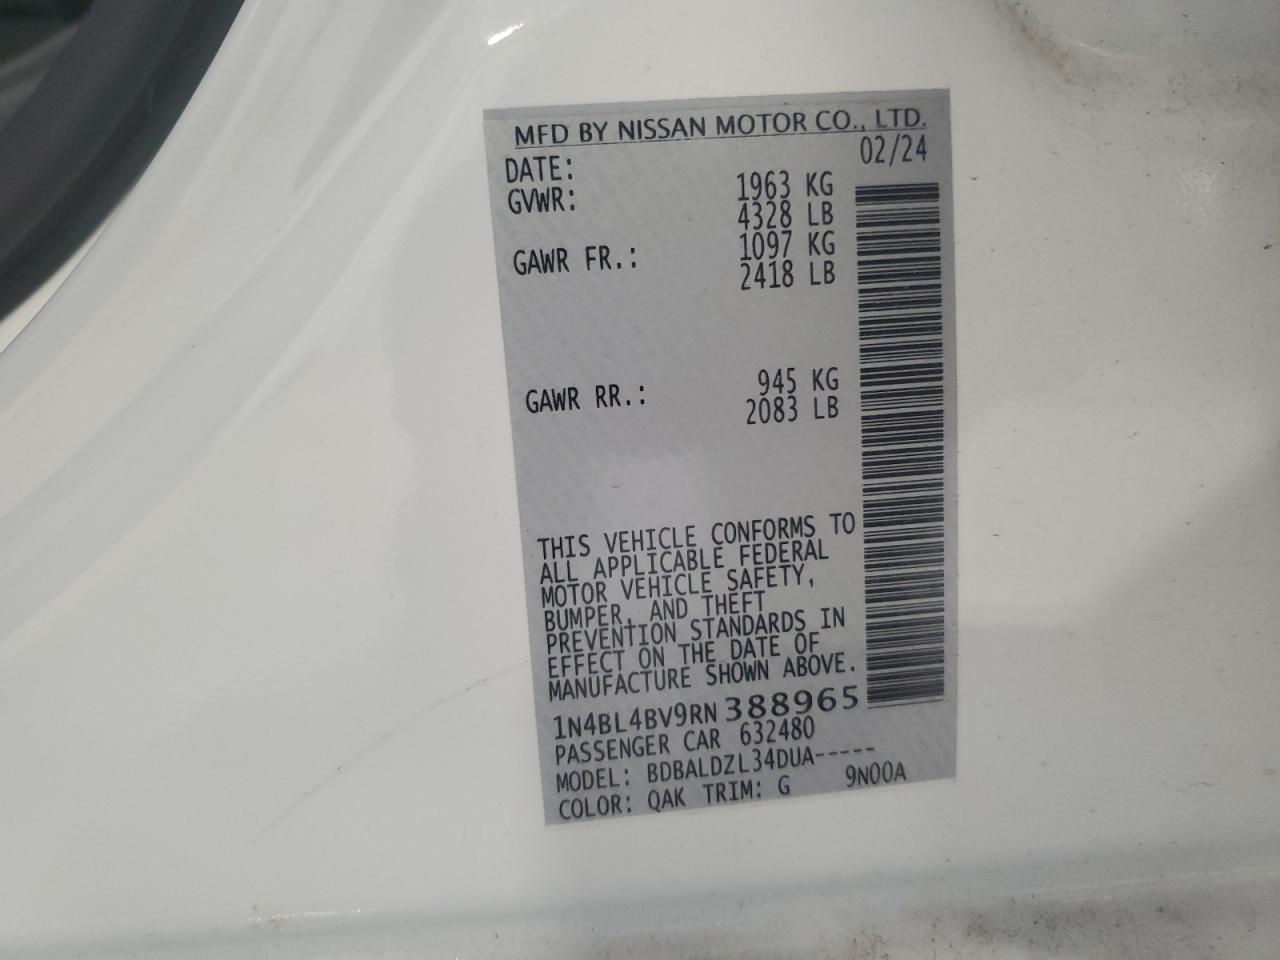 MFD BY NISSAN MOTOR CO., LTD.
DATE: 02/24
GVWR: 1963 KG
4328 LB
GAWR FR.: 1097 KG
2418 LB
GAWR RR.: 945 KG
2083 LB
THIS VEHICLE CONFORMS TO
ALL APPLICABLE FEDERAL
MOTOR VEHICLE SAFETY,
BUMPER, AND THEFT
PREVENTION STANDARDS IN
EFFECT ON THE DATE OF
MANUFACTURE SHOWN ABOVE.
1N4BL4BV9RN388965
PASSENGER CAR 632480
MODEL: BDBALDZL34DUA-----
COLOR: QAK TRIM: G 9N00A